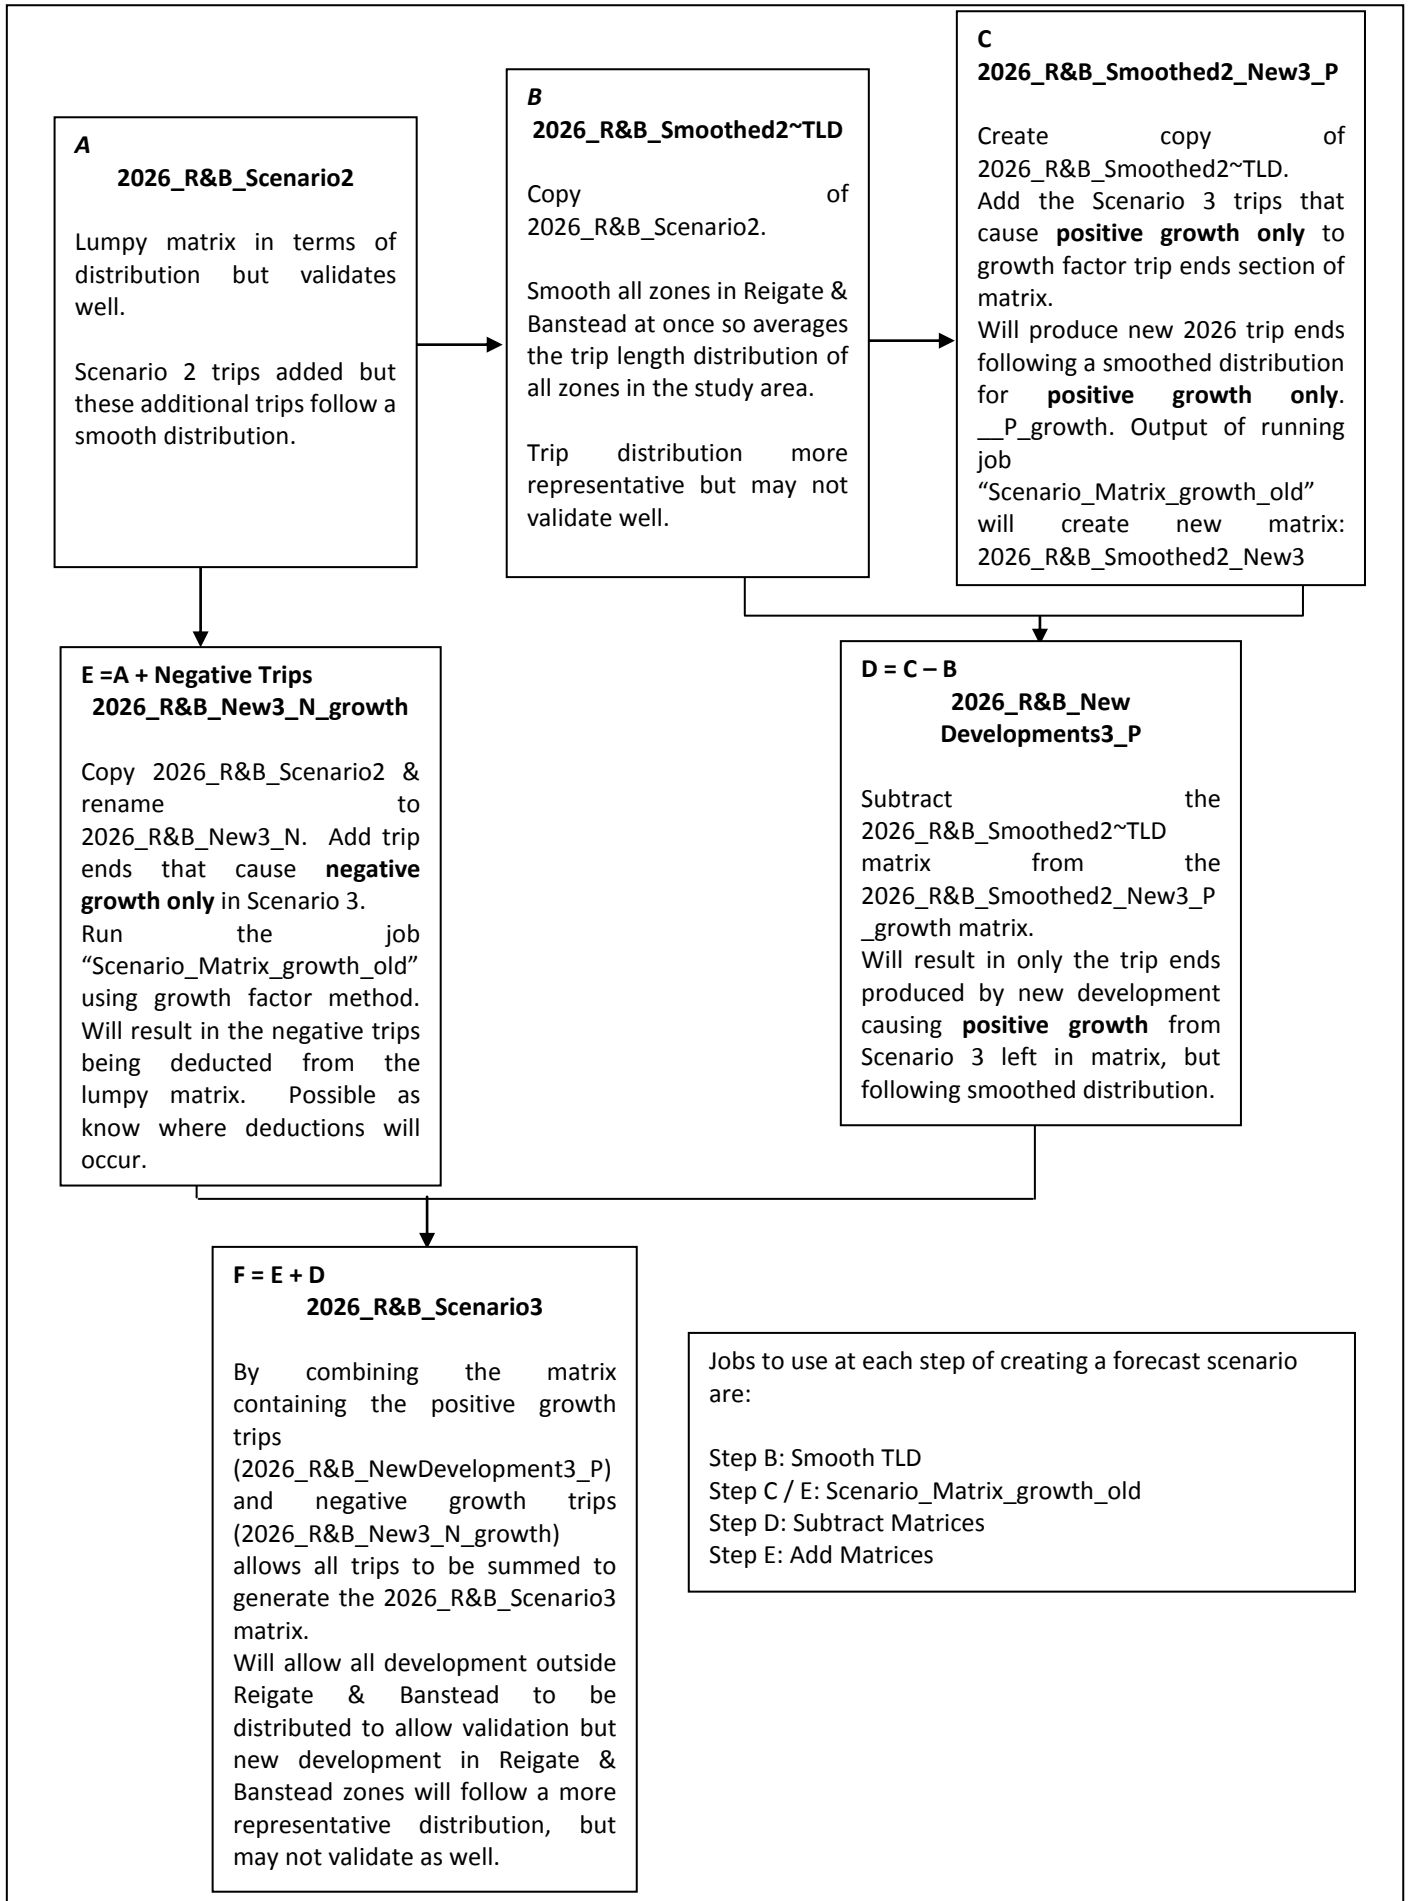 A
2026_R&B_Scenario2
Lumpy matrix in terms of
distribution but validates
well.
Scenario 2 trips added but
these additional trips follow a
smooth distribution.
B
2026_R&B_Smoothed2~TLD
Copy of
2026_R&B_Scenario2.
Smooth all zones in Reigate &
Banstead at once so averages
the trip length distribution of
all zones in the study area.
Trip distribution more
representative but may not
validate well.
C
2026_R&B_Smoothed2_New3_P
Create copy of
2026_R&B_Smoothed2~TLD.
Add the Scenario 3 trips that
cause positive growth only to
growth factor trip ends section of
matrix.
Will produce new 2026 trip ends
following a smoothed distribution
for positive growth only.
__P_growth. Output of running
job
“Scenario_Matrix_growth_old”
will create new matrix:
2026_R&B_Smoothed2_New3
E =A + Negative Trips
2026_R&B_New3_N_growth
Copy 2026_R&B_Scenario2 &
rename to
2026_R&B_New3_N. Add trip
ends that cause negative
growth only in Scenario 3.
Run the job
“Scenario_Matrix_growth_old”
using growth factor method.
Will result in the negative trips
being deducted from the
lumpy matrix. Possible as
know where deductions will
occur.
D = C – B
2026_R&B_New
Developments3_P
Subtract the
2026_R&B_Smoothed2~TLD
matrix from the
2026_R&B_Smoothed2_New3_P
_growth matrix.
Will result in only the trip ends
produced by new development
causing positive growth from
Scenario 3 left in matrix, but
following smoothed distribution.
F = E + D
2026_R&B_Scenario3
By combining the matrix
containing the positive growth
trips
(2026_R&B_NewDevelopment3_P)
and negative growth trips
(2026_R&B_New3_N_growth)
allows all trips to be summed to
generate the 2026_R&B_Scenario3
matrix.
Will allow all development outside
Reigate & Banstead to be
distributed to allow validation but
new development in Reigate &
Banstead zones will follow a more
representative distribution, but
may not validate as well.
Jobs to use at each step of creating a forecast scenario
are:
Step B: Smooth TLD
Step C / E: Scenario_Matrix_growth_old
Step D: Subtract Matrices
Step E: Add Matrices